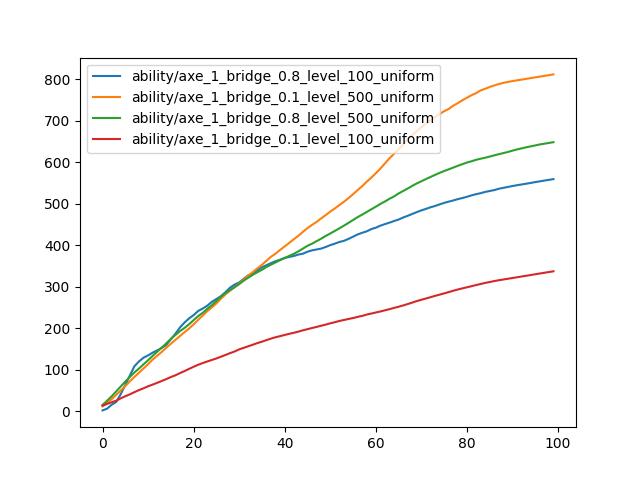 ability/axe_1_bridge_0.8_level_100_uniform
ability/axe_1_bridge_0.1_level_500_uniform
ability/axe_1_bridge_0.8_level_500_uniform
ability/axe_1_bridge_0.1_level_100_uniform
800
700
600
500
400
300
200
100
0
0 20 40 60 80 100